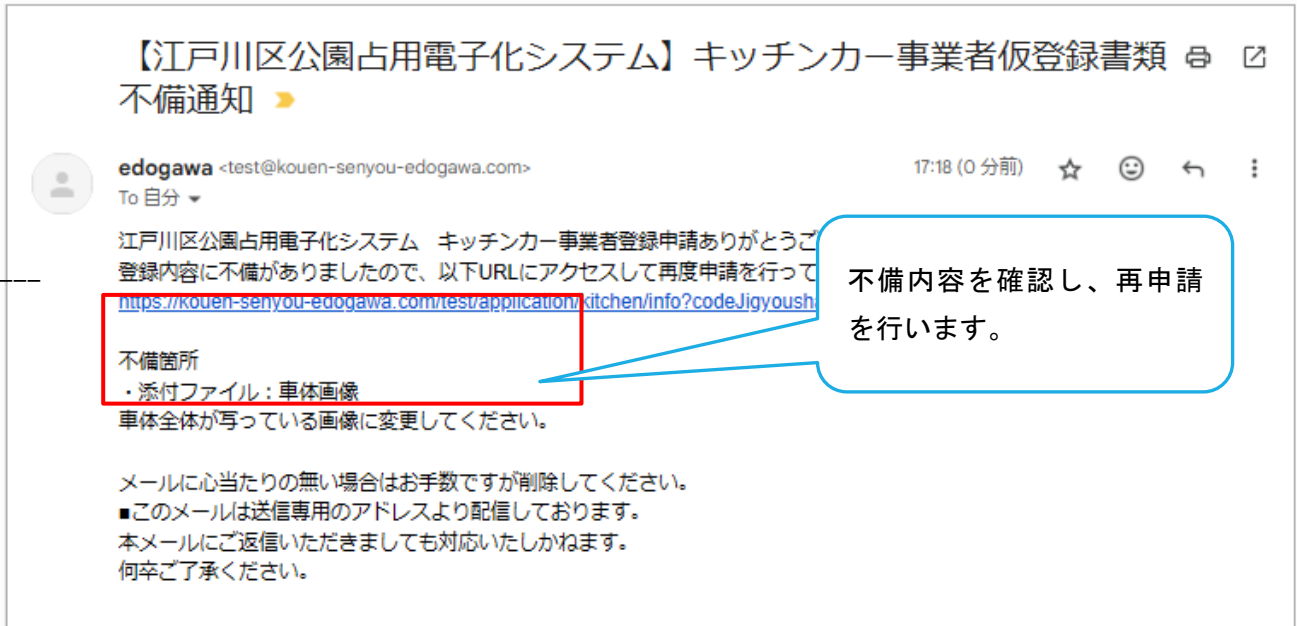 【江戸川区公園占用電子化システム】キッチンカー事業者仮登録書類
不備通知
edogawa <test@kouen-senyou-edogawa.com>
17:18 (0 分前)
To 自分
江戸川区公園占用電子化システム　キッチンカー事業者登録申請ありがとうご
登録内容に不備がありましたので、以下URLにアクセスして再度申請を行って
https://kouen-senyou-edogawa.com/test/application/kitchen/info?codeJigyousha
不備箇所
・添付ファイル：車体画像
車体全体が写っている画像に変更してください。
メールに心当たりの無い場合はお手数ですが削除してください。
■このメールは送信専用のアドレスより配信しております。
本メールにご返信いただきましても対応いたしかねます。
何卒ご了承ください。
不備内容を確認し、再申請
を行います。